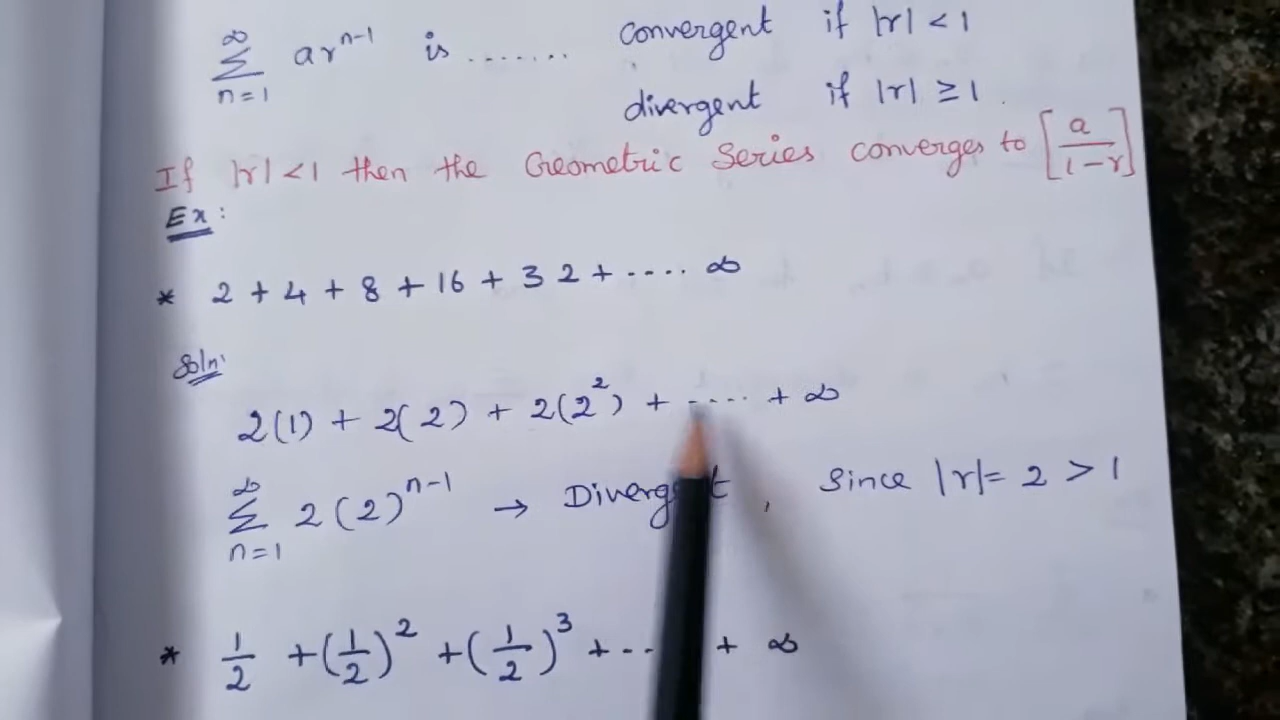 ∞
∑ arⁿ⁻¹ is ....... convergent if |r| < 1
n=1
divergent if |r| ≥ 1.
If |r| < 1 then the Geometric Series converges to [a/(1-r)]
Ex:
* 2 + 4 + 8 + 16 + 32 + .... ∞
Soln:
2(1) + 2(2) + 2(2²) + ..... + ∞
∞
∑ 2(2)ⁿ⁻¹ → Divergent, Since |r| = 2 > 1
n=1
* 1/2 + (1/2)² + (1/2)³ + ... + ∞